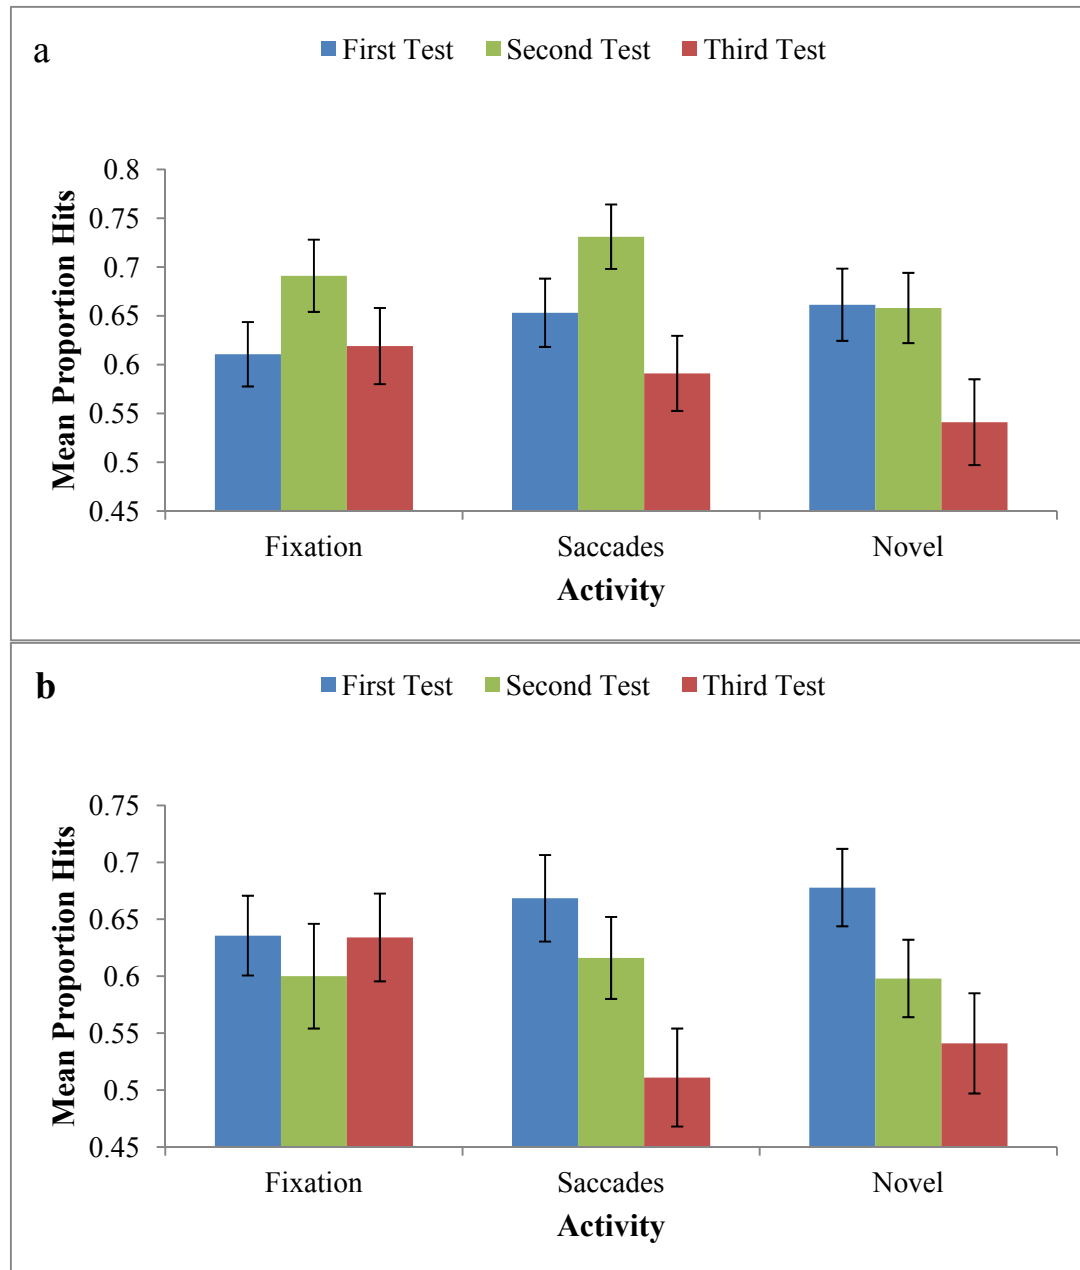 a
First Test Second Test Third Test
0.8
0.75
0.7
0.65
0.6
0.55
0.5
0.45
Mean Proportion Hits
Fixation Saccades Novel
Activity
b
First Test Second Test Third Test
0.75
0.7
0.65
0.6
0.55
0.5
0.45
Mean Proportion Hits
Fixation Saccades Novel
Activity